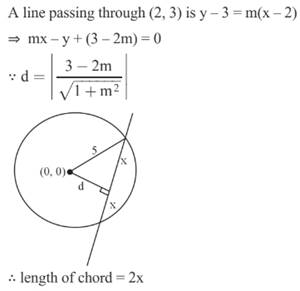 A line passing through (2, 3) is y – 3 = m(x – 2)
⇒ mx – y + (3 – 2m) = 0
∵ d = |(3 – 2m)/√(1 + m²)|
5
x
(0, 0)
d
x
∴ length of chord = 2x